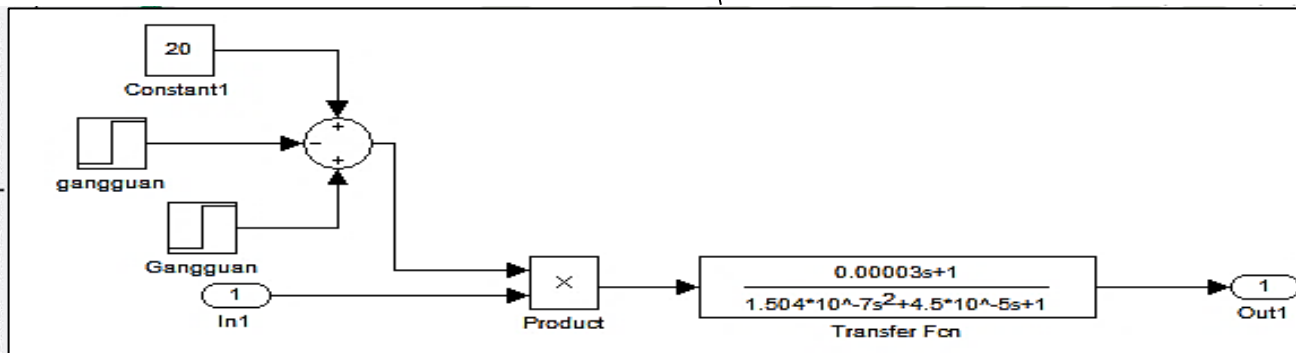 20
Constant1
+
−
+
gangguan
Gangguan
1
In1
×
Product
0.00003s+1
1.504*10^-7s²+4.5*10^-5s+1
Transfer Fcn
1
Out1